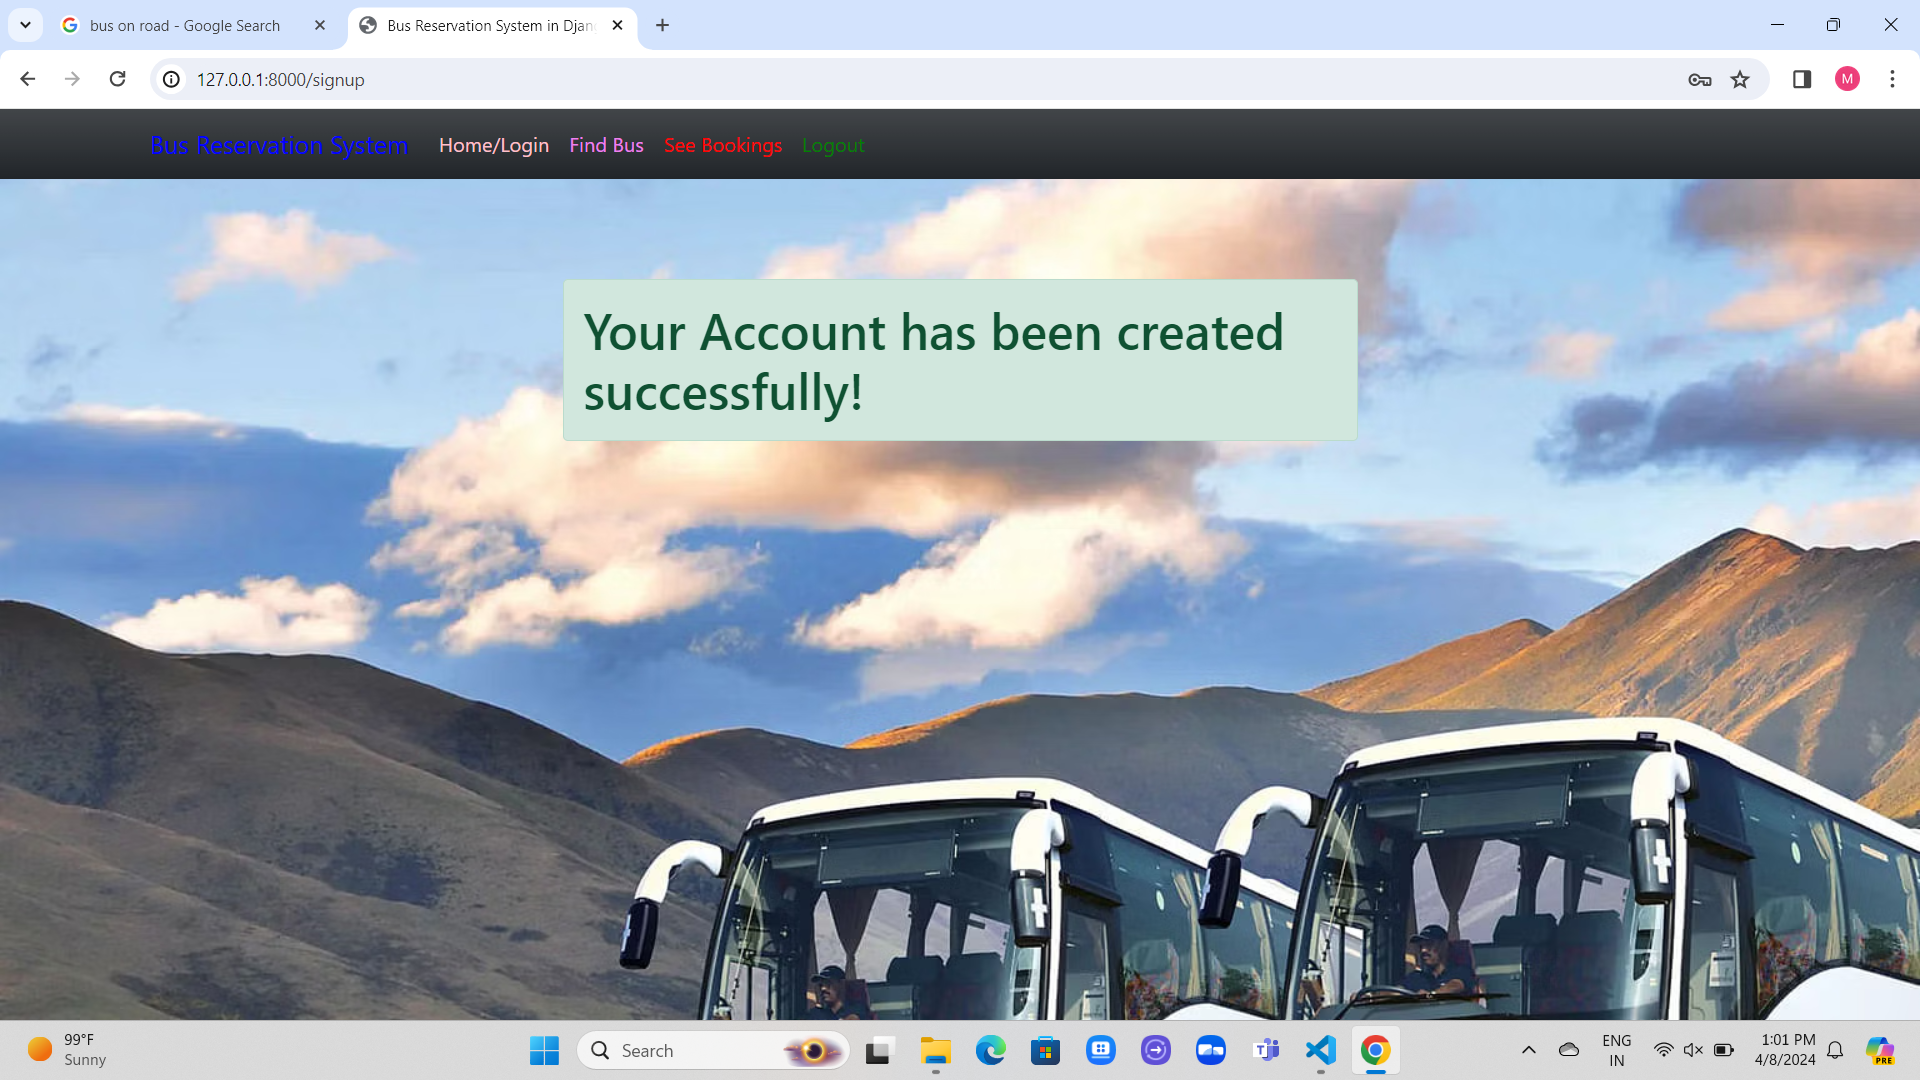 bus on road - Google Search
Bus Reservation System in Djan
127.0.0.1:8000/signup
M
Bus Reservation System
Home/Login
Find Bus
See Bookings
Logout
Your Account has been created
successfully!
99°F
Sunny
Search
ENG
IN
1:01 PM
4/8/2024
PRE